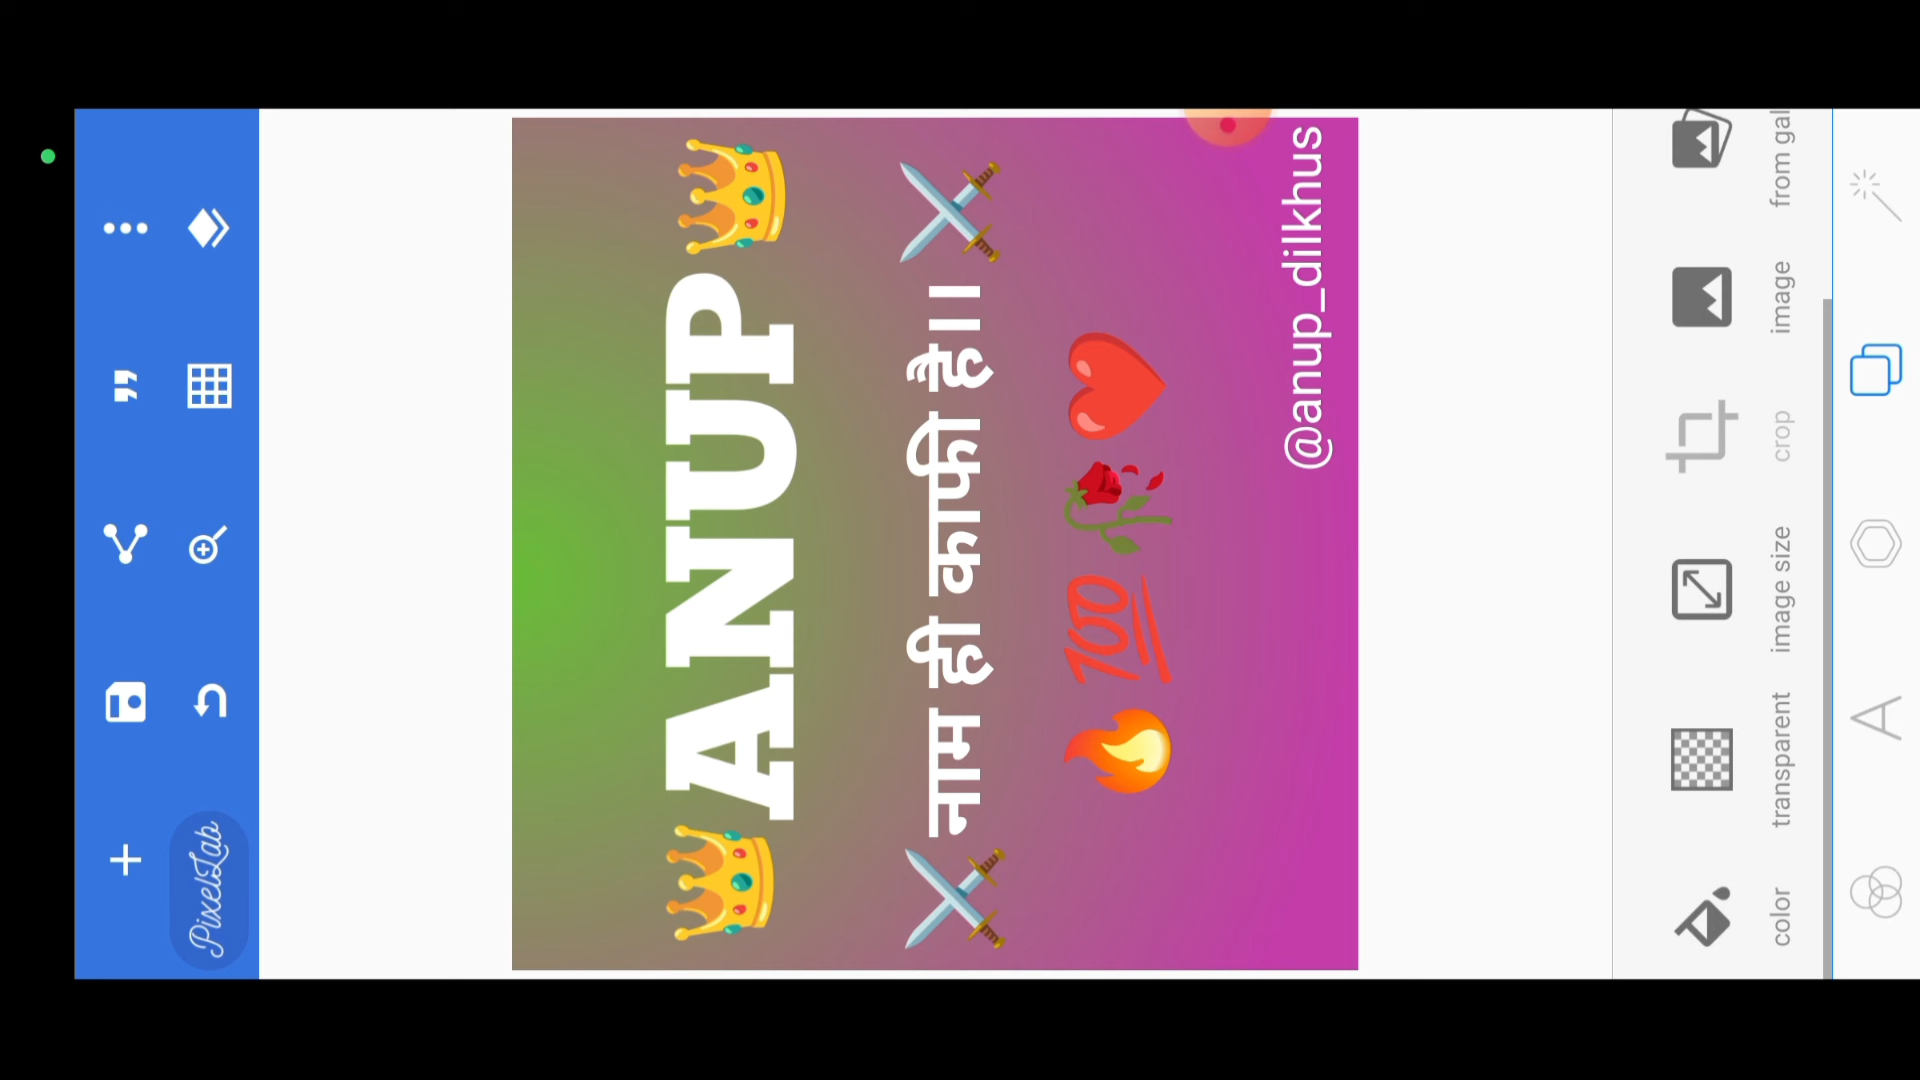 PixelLab
👑ANUP👑
⚔️नाम ही काफी है।।⚔️
🔥💯🥀❤️
@anup_dilkhus
color
transparent
image size
crop
image
from gal